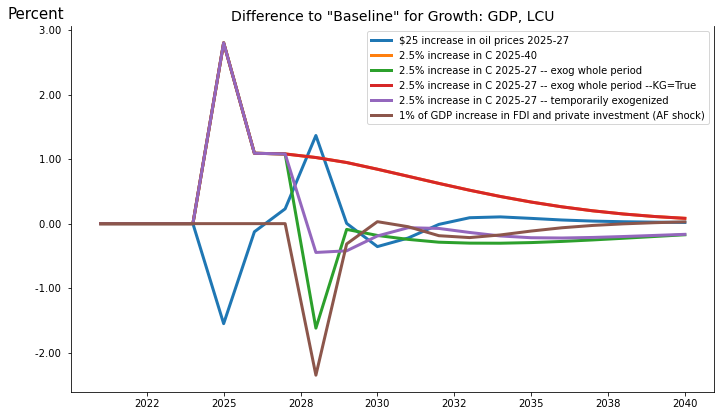 Percent
Difference to "Baseline" for Growth: GDP, LCU
3.00
2.00
1.00
0.00
-1.00
-2.00
$25 increase in oil prices 2025-27
2.5% increase in C 2025-40
2.5% increase in C 2025-27 -- exog whole period
2.5% increase in C 2025-27 -- exog whole period --KG=True
2.5% increase in C 2025-27 -- temporarily exogenized
1% of GDP increase in FDI and private investment (AF shock)
2022 2025 2028 2030 2032 2035 2038 2040